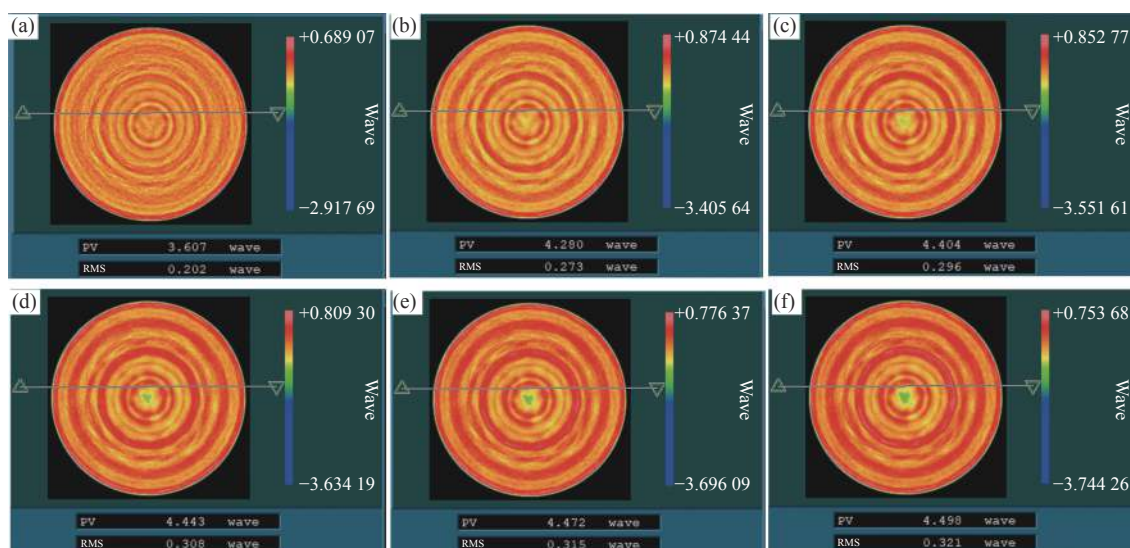 (a)
+0.689 07
Wave
−2.917 69
PV 3.607 wave
RMS 0.202 wave
(b)
+0.874 44
Wave
−3.405 64
PV 4.280 wave
RMS 0.273 wave
(c)
+0.852 77
Wave
−3.551 61
PV 4.404 wave
RMS 0.296 wave
(d)
+0.809 30
Wave
−3.634 19
PV 4.443 wave
RMS 0.308 wave
(e)
+0.776 37
Wave
−3.696 09
PV 4.472 wave
RMS 0.315 wave
(f)
+0.753 68
Wave
−3.744 26
PV 4.498 wave
RMS 0.321 wave